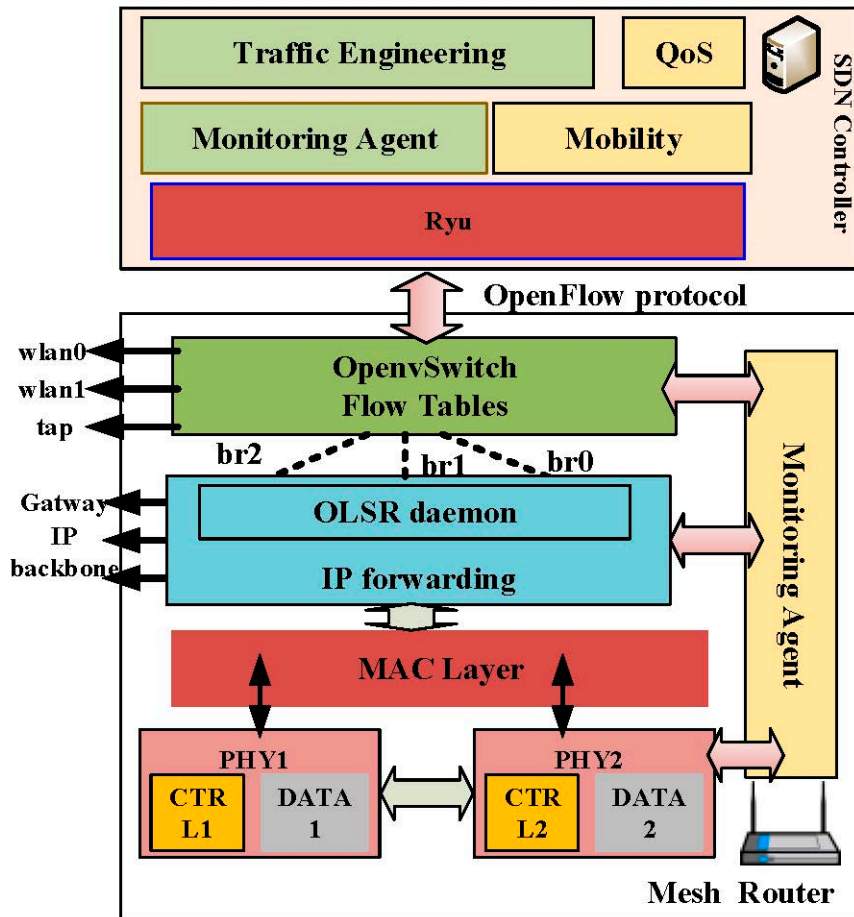 Traffic Engineering
QoS
SDN Controller
Monitoring Agent
Mobility
Ryu
OpenFlow protocol
wlan0
wlan1
tap
OpenvSwitch
Flow Tables
br2
br1
br0
Monitoring Agent
Gatway
IP
backbone
OLSR daemon
IP forwarding
MAC Layer
PHY1
CTR
L1
DATA
1
PHY2
CTR
L2
DATA
2
Mesh Router